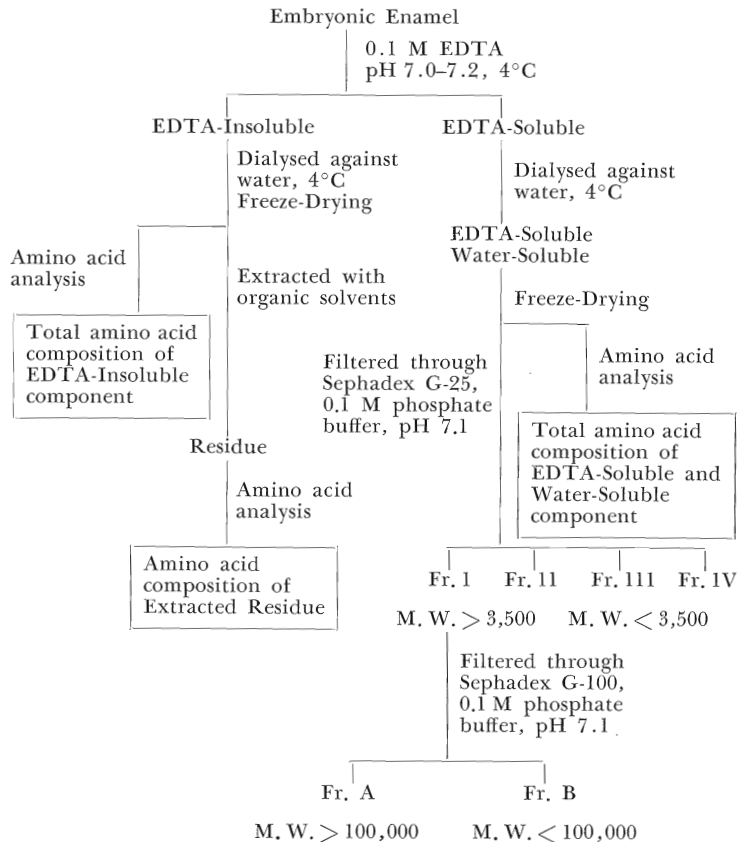 Embryonic Enamel
0.1 M EDTA
pH 7.0–7.2, 4°C
EDTA-Insoluble
Dialysed against
water, 4°C
Freeze-Drying
Amino acid
analysis
Total amino acid
composition of
EDTA-Insoluble
component
Extracted with
organic solvents
Residue
Amino acid
analysis
Amino acid
composition of
Extracted Residue
EDTA-Soluble
Dialysed against
water, 4°C
EDTA-Soluble
Water-Soluble
Freeze-Drying
Amino acid
analysis
Total amino acid
composition of
EDTA-Soluble and
Water-Soluble
component
Filtered through
Sephadex G-25,
0.1 M phosphate
buffer, pH 7.1
Fr. I Fr. II Fr. III Fr. IV
M. W. > 3,500 M. W. < 3,500
Filtered through
Sephadex G-100,
0.1 M phosphate
buffer, pH 7.1
Fr. A Fr. B
M. W. > 100,000 M. W. < 100,000